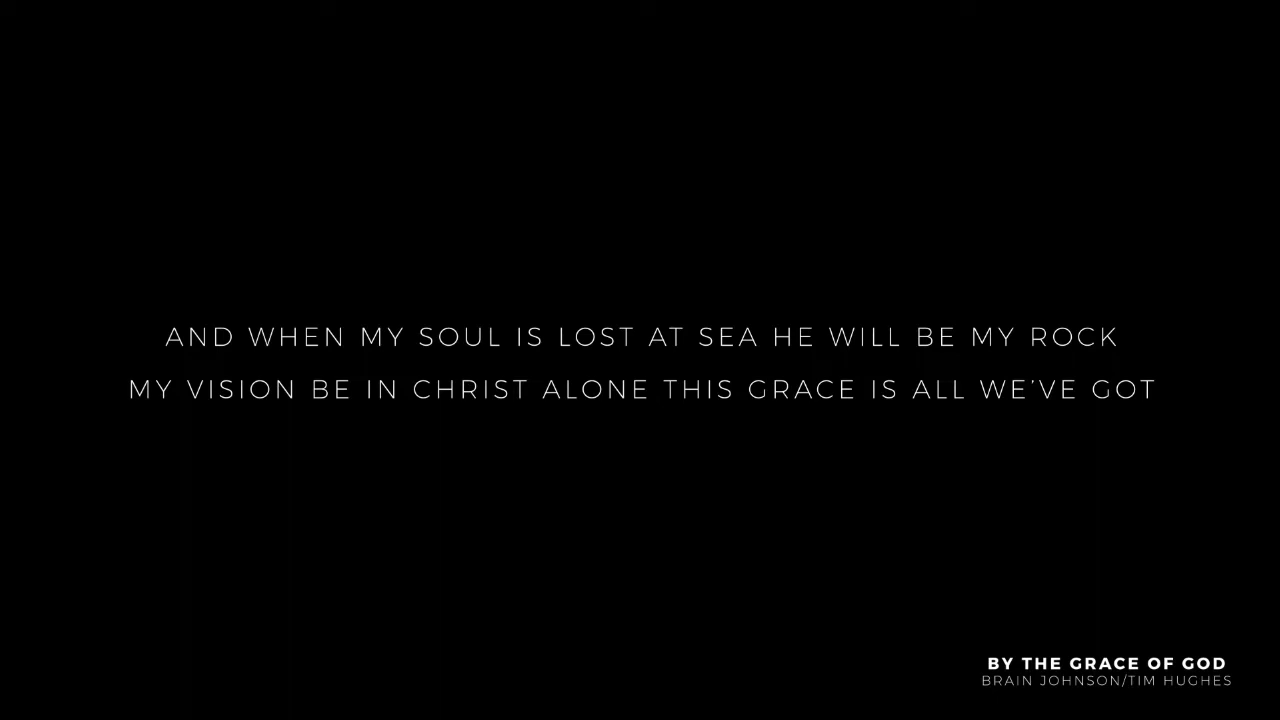 AND WHEN MY SOUL IS LOST AT SEA HE WILL BE MY ROCK
MY VISION BE IN CHRIST ALONE THIS GRACE IS ALL WE’VE GOT
BY THE GRACE OF GOD
BRAIN JOHNSON/TIM HUGHES